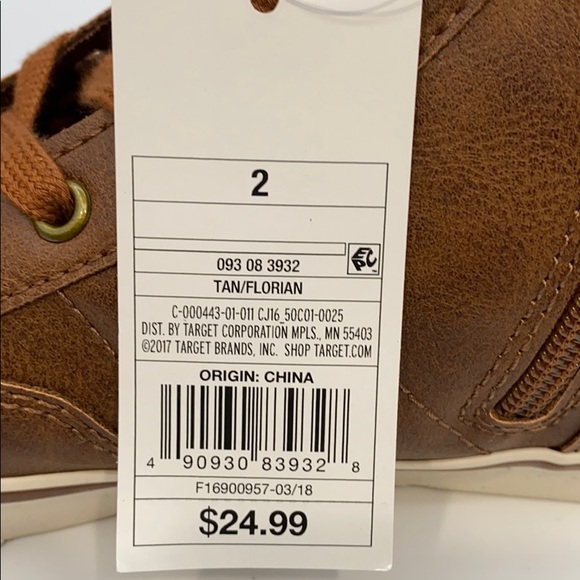 2
093 08 3932
EPC™
TAN/FLORIAN
C-000443-01-011 CJ16_50C01-0025
DIST. BY TARGET CORPORATION MPLS., MN 55403
©2017 TARGET BRANDS, INC. SHOP TARGET.COM
ORIGIN: CHINA
4 90930 83932 8
F16900957-03/18
$24.99